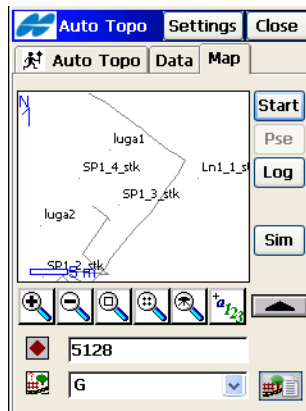 Auto Topo Settings Close
Auto Topo Data Map
N
luga1
SP1_4_stk Ln1_1_st
SP1_3_stk
luga2
SP1_2_stk
5 m
Start
Pse
Log
Sim
+a123
5128
G